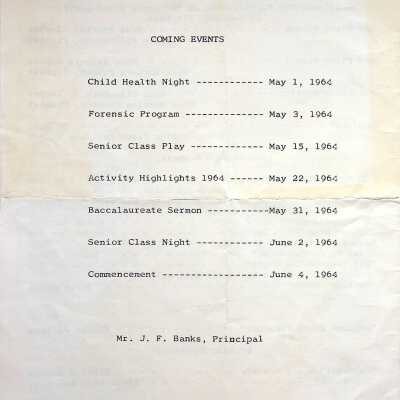 COMING EVENTS
Child Health Night ------------ May 1, 1964
Forensic Program -------------- May 3, 1964
Senior Class Play ------------- May 15, 1964
Activity Highlights 1964 ------ May 22, 1964
Baccalaureate Sermon -----------May 31, 1964
Senior Class Night ------------ June 2, 1964
Commencement ------------------ June 4, 1964
Mr. J. F. Banks, Principal